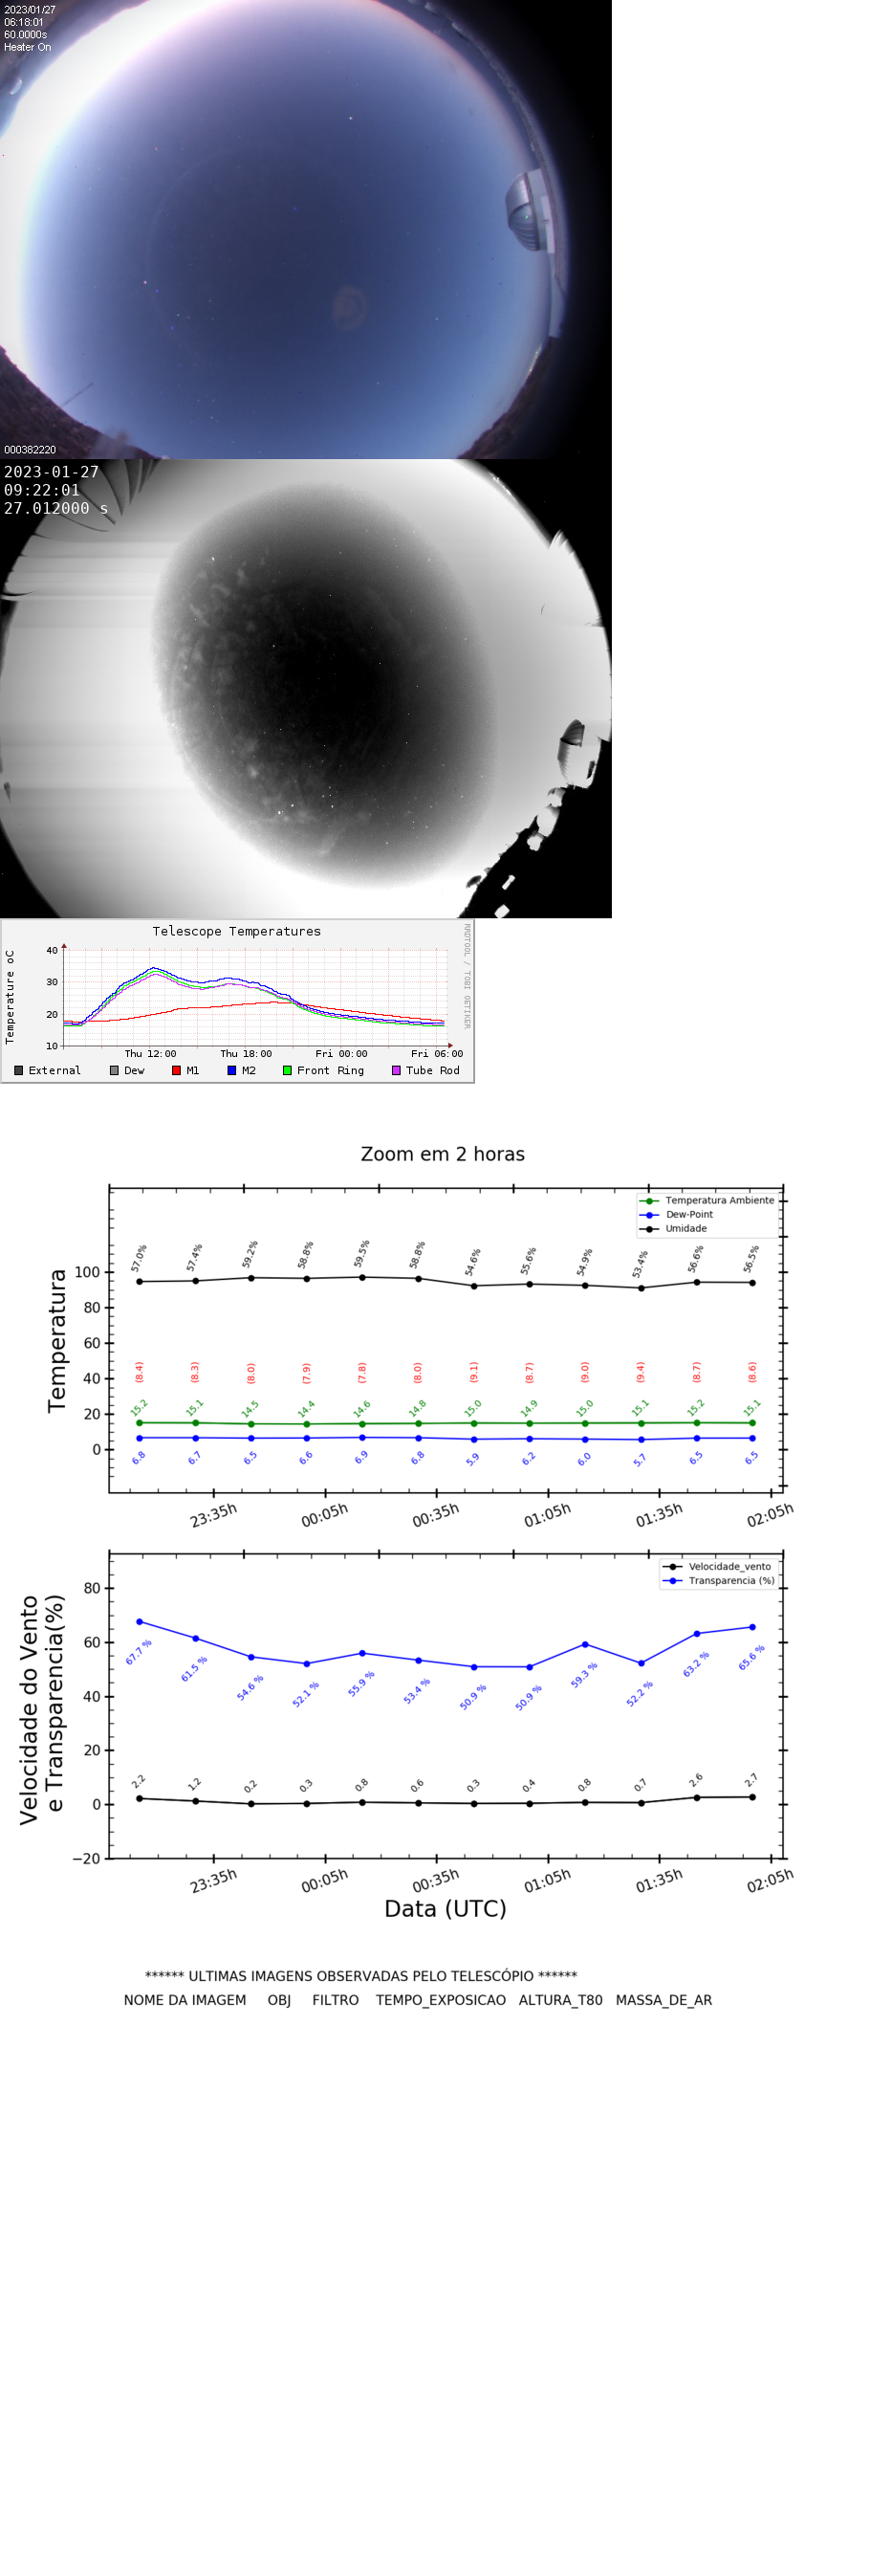 2023/01/27
06:18:01
60.0000s
Heater On
000382220
2023-01-27
09:22:01
27.012000 s
Telescope Temperatures
RRDTOOL / TOBI OETIKER
Temperature oC
40
30
20
10
Thu 12:00 Thu 18:00 Fri 00:00 Fri 06:00
External Dew M1 M2 Front Ring Tube Rod
Zoom em 2 horas
Temperatura Ambiente
Dew-Point
Umidade
Temperatura
100
80
60
40
20
0
57.0% 57.4% 59.2% 58.8% 59.5% 58.8% 54.6% 55.6% 54.9% 53.4% 56.6% 56.5%
(8.4) (8.3) (8.0) (7.9) (7.8) (8.0) (9.1) (8.7) (9.0) (9.4) (8.7) (8.6)
15.2 15.1 14.5 14.4 14.6 14.8 15.0 14.9 15.0 15.1 15.2 15.1
6.8 6.7 6.5 6.6 6.9 6.8 5.9 6.2 6.0 5.7 6.5 6.5
23:35h 00:05h 00:35h 01:05h 01:35h 02:05h
Velocidade_vento
Transparencia (%)
Velocidade do Vento
e Transparencia(%)
80
60
40
20
0
−20
67.7 % 61.5 % 54.6 % 52.1 % 55.9 % 53.4 % 50.9 % 50.9 % 59.3 % 52.2 % 63.2 % 65.6 %
2.2 1.2 0.2 0.3 0.8 0.6 0.3 0.4 0.8 0.7 2.6 2.7
23:35h 00:05h 00:35h 01:05h 01:35h 02:05h
Data (UTC)
****** ULTIMAS IMAGENS OBSERVADAS PELO TELESCÓPIO ******
NOME DA IMAGEM OBJ FILTRO TEMPO_EXPOSICAO ALTURA_T80 MASSA_DE_AR